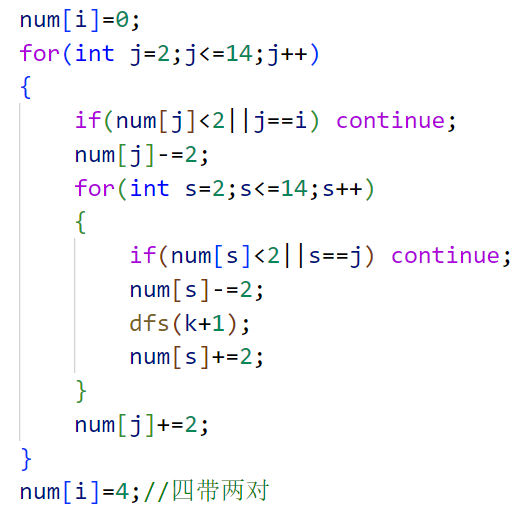 num[i]=0;
for(int j=2;j<=14;j++)
{
if(num[j]<2||j==i) continue;
num[j]-=2;
for(int s=2;s<=14;s++)
{
if(num[s]<2||s==j) continue;
num[s]-=2;
dfs(k+1);
num[s]+=2;
}
num[j]+=2;
}
num[i]=4;//四带两对